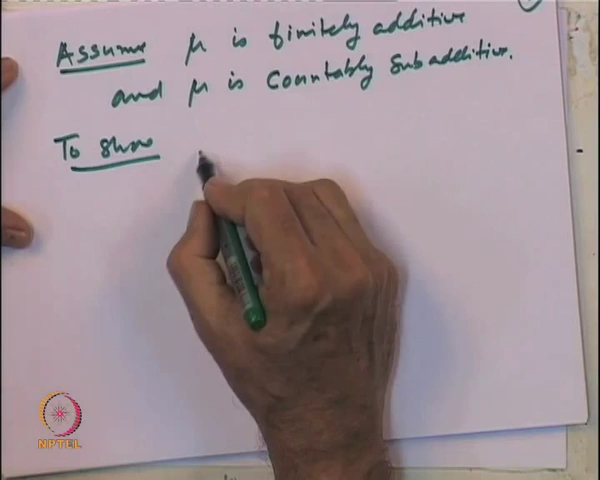 Assume μ is finitely additive
and μ is Countably Subadditive.
To show
NPTEL